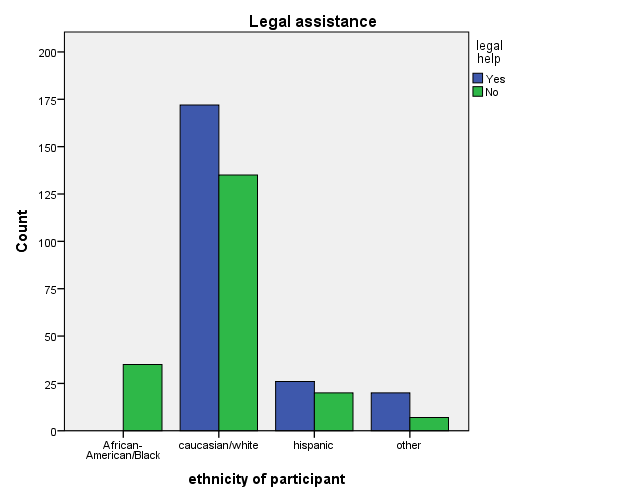 Legal assistance
legal
help
Yes
No
200
175
150
125
100
75
50
25
0
Count
African-
American/Black
caucasian/white
hispanic
other
ethnicity of participant